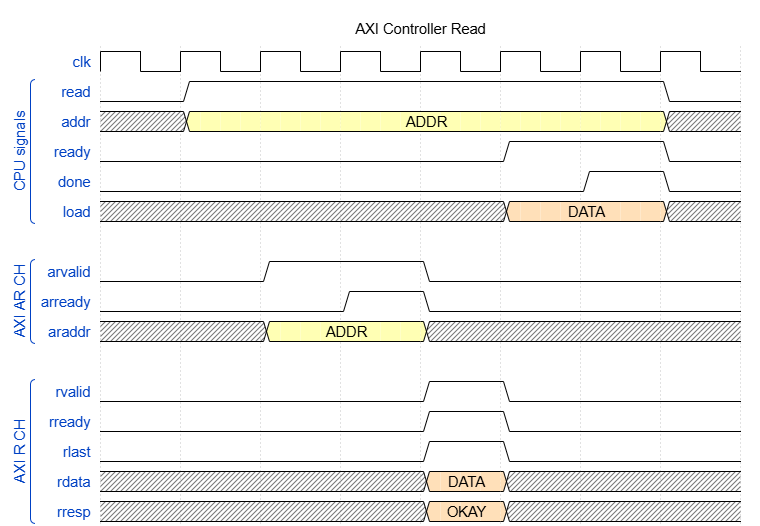 AXI Controller Read
clk
CPU signals
read
addr ADDR
ready
done
load DATA
AXI AR CH
arvalid
arready
araddr ADDR
AXI R CH
rvalid
rready
rlast
rdata DATA
rresp OKAY